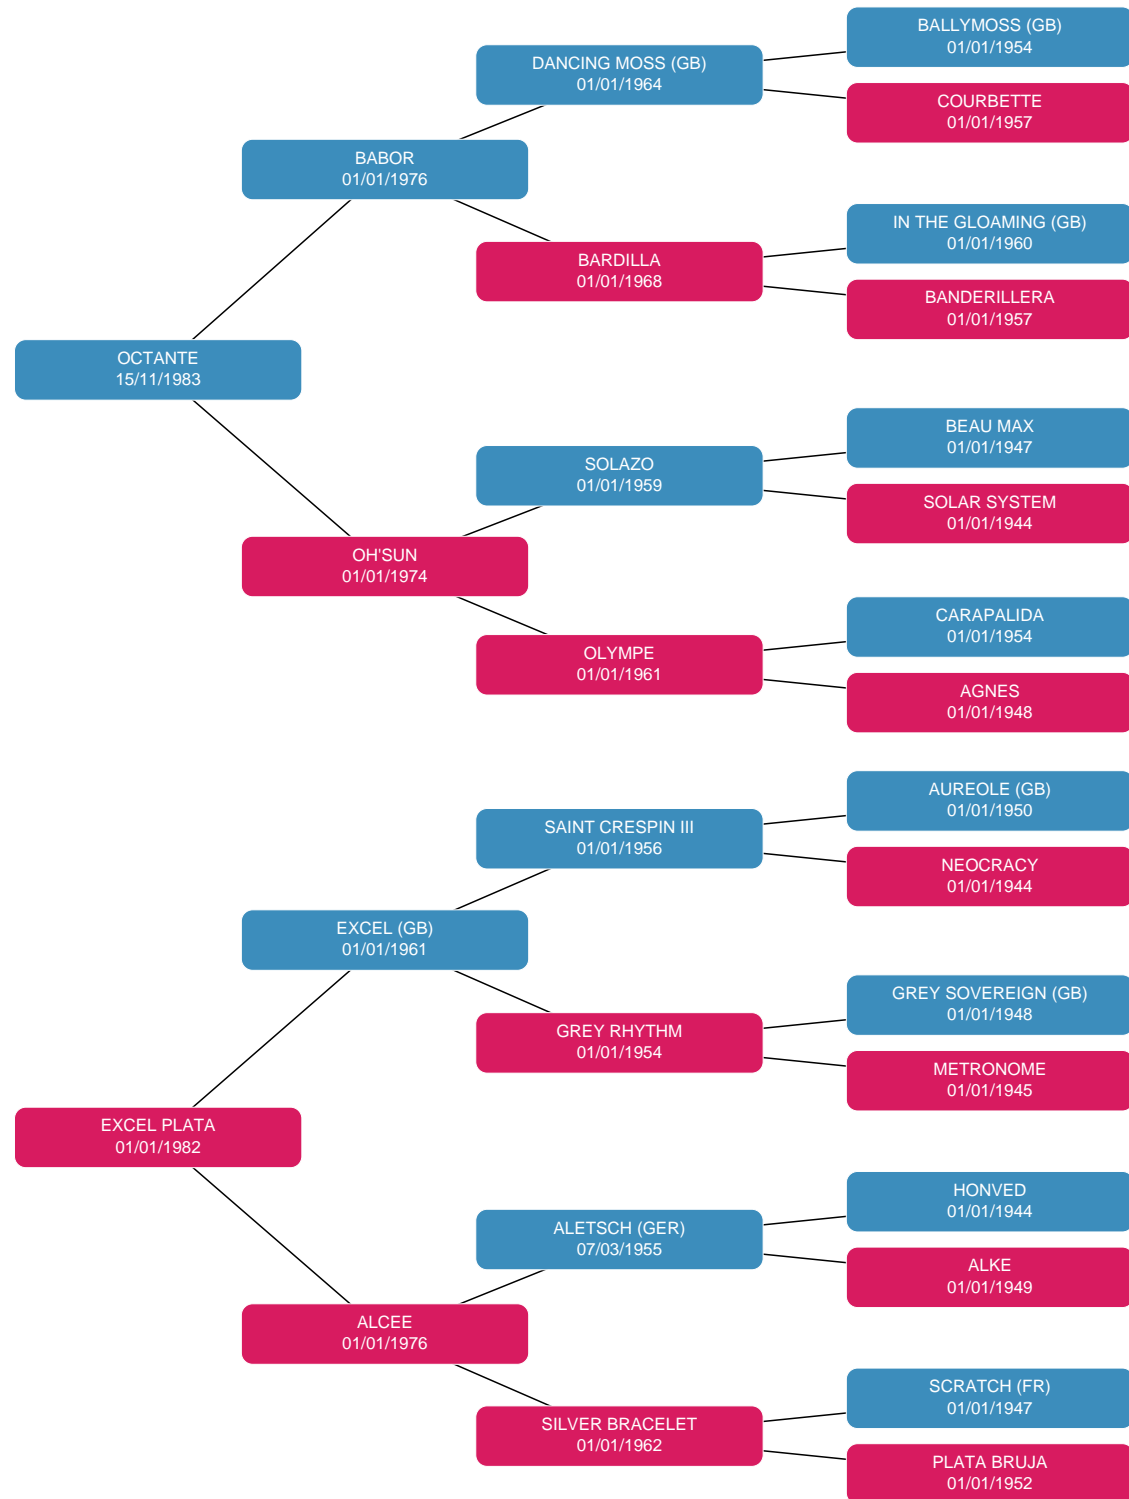 BALLYMOSS (GB)
01/01/1954
DANCING MOSS (GB)
01/01/1964
COURBETTE
01/01/1957
BABOR
01/01/1976
IN THE GLOAMING (GB)
01/01/1960
BARDILLA
01/01/1968
BANDERILLERA
01/01/1957
OCTANTE
15/11/1983
BEAU MAX
01/01/1947
SOLAZO
01/01/1959
SOLAR SYSTEM
01/01/1944
OH'SUN
01/01/1974
CARAPALIDA
01/01/1954
OLYMPE
01/01/1961
AGNES
01/01/1948
AUREOLE (GB)
01/01/1950
SAINT CRESPIN III
01/01/1956
NEOCRACY
01/01/1944
EXCEL (GB)
01/01/1961
GREY SOVEREIGN (GB)
01/01/1948
GREY RHYTHM
01/01/1954
METRONOME
01/01/1945
EXCEL PLATA
01/01/1982
HONVED
01/01/1944
ALETSCH (GER)
07/03/1955
ALKE
01/01/1949
ALCEE
01/01/1976
SCRATCH (FR)
01/01/1947
SILVER BRACELET
01/01/1962
PLATA BRUJA
01/01/1952